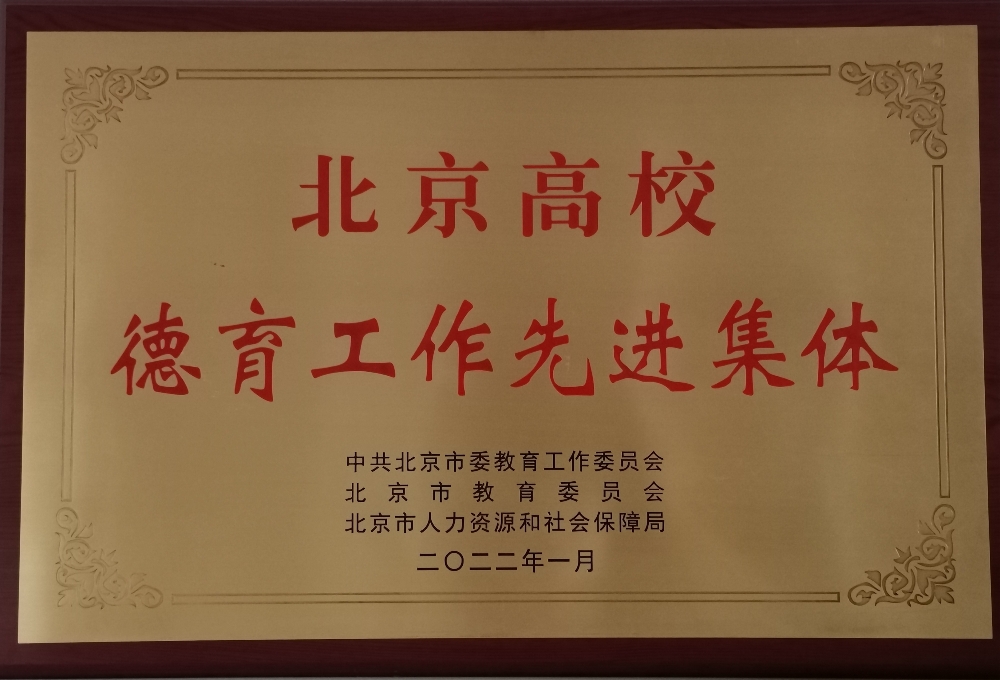 北京高校
德育工作先进集体
中共北京市委教育工作委员会
北京市教育委员会
北京市人力资源和社会保障局
二〇二二年一月